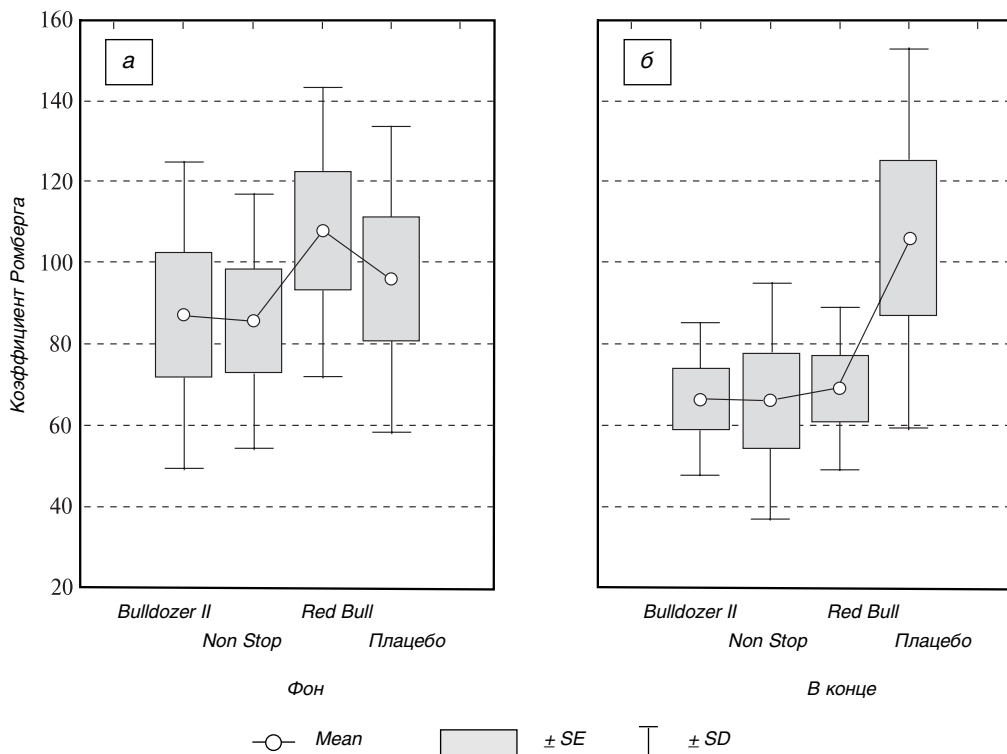 160
140
120
100
80
60
40
20
Коэффициент Ромберга
а
б
Bulldozer II
Red Bull
Non Stop
Плацебо
Фон
Bulldozer II
Red Bull
Non Stop
Плацебо
В конце
Mean
± SE
± SD